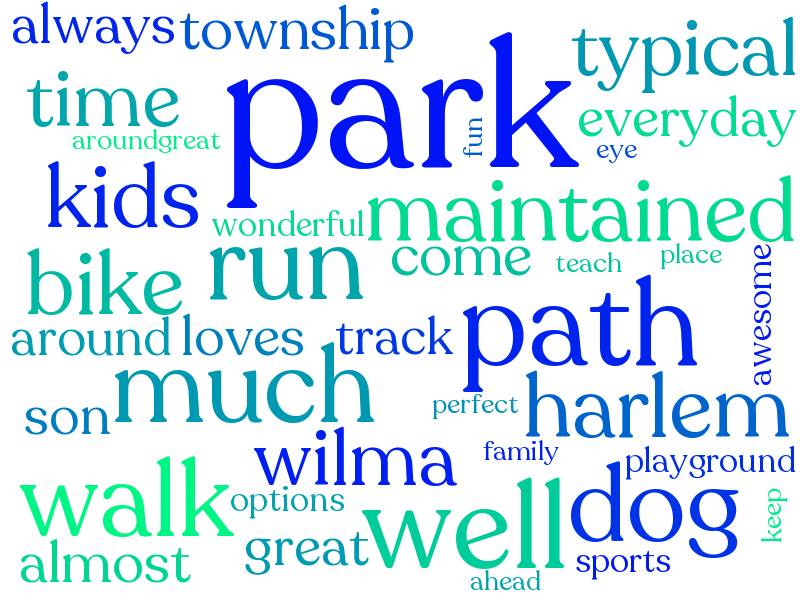 always township
typical
time
park
everyday
aroundgreat
fun
eye
kids
wonderful
maintained
bike
run
come
teach
place
awesome
around loves
track
path
much
perfect
harlem
son
wilma
family
playground
walk
options
well
dog
keep
almost
great
ahead
sports